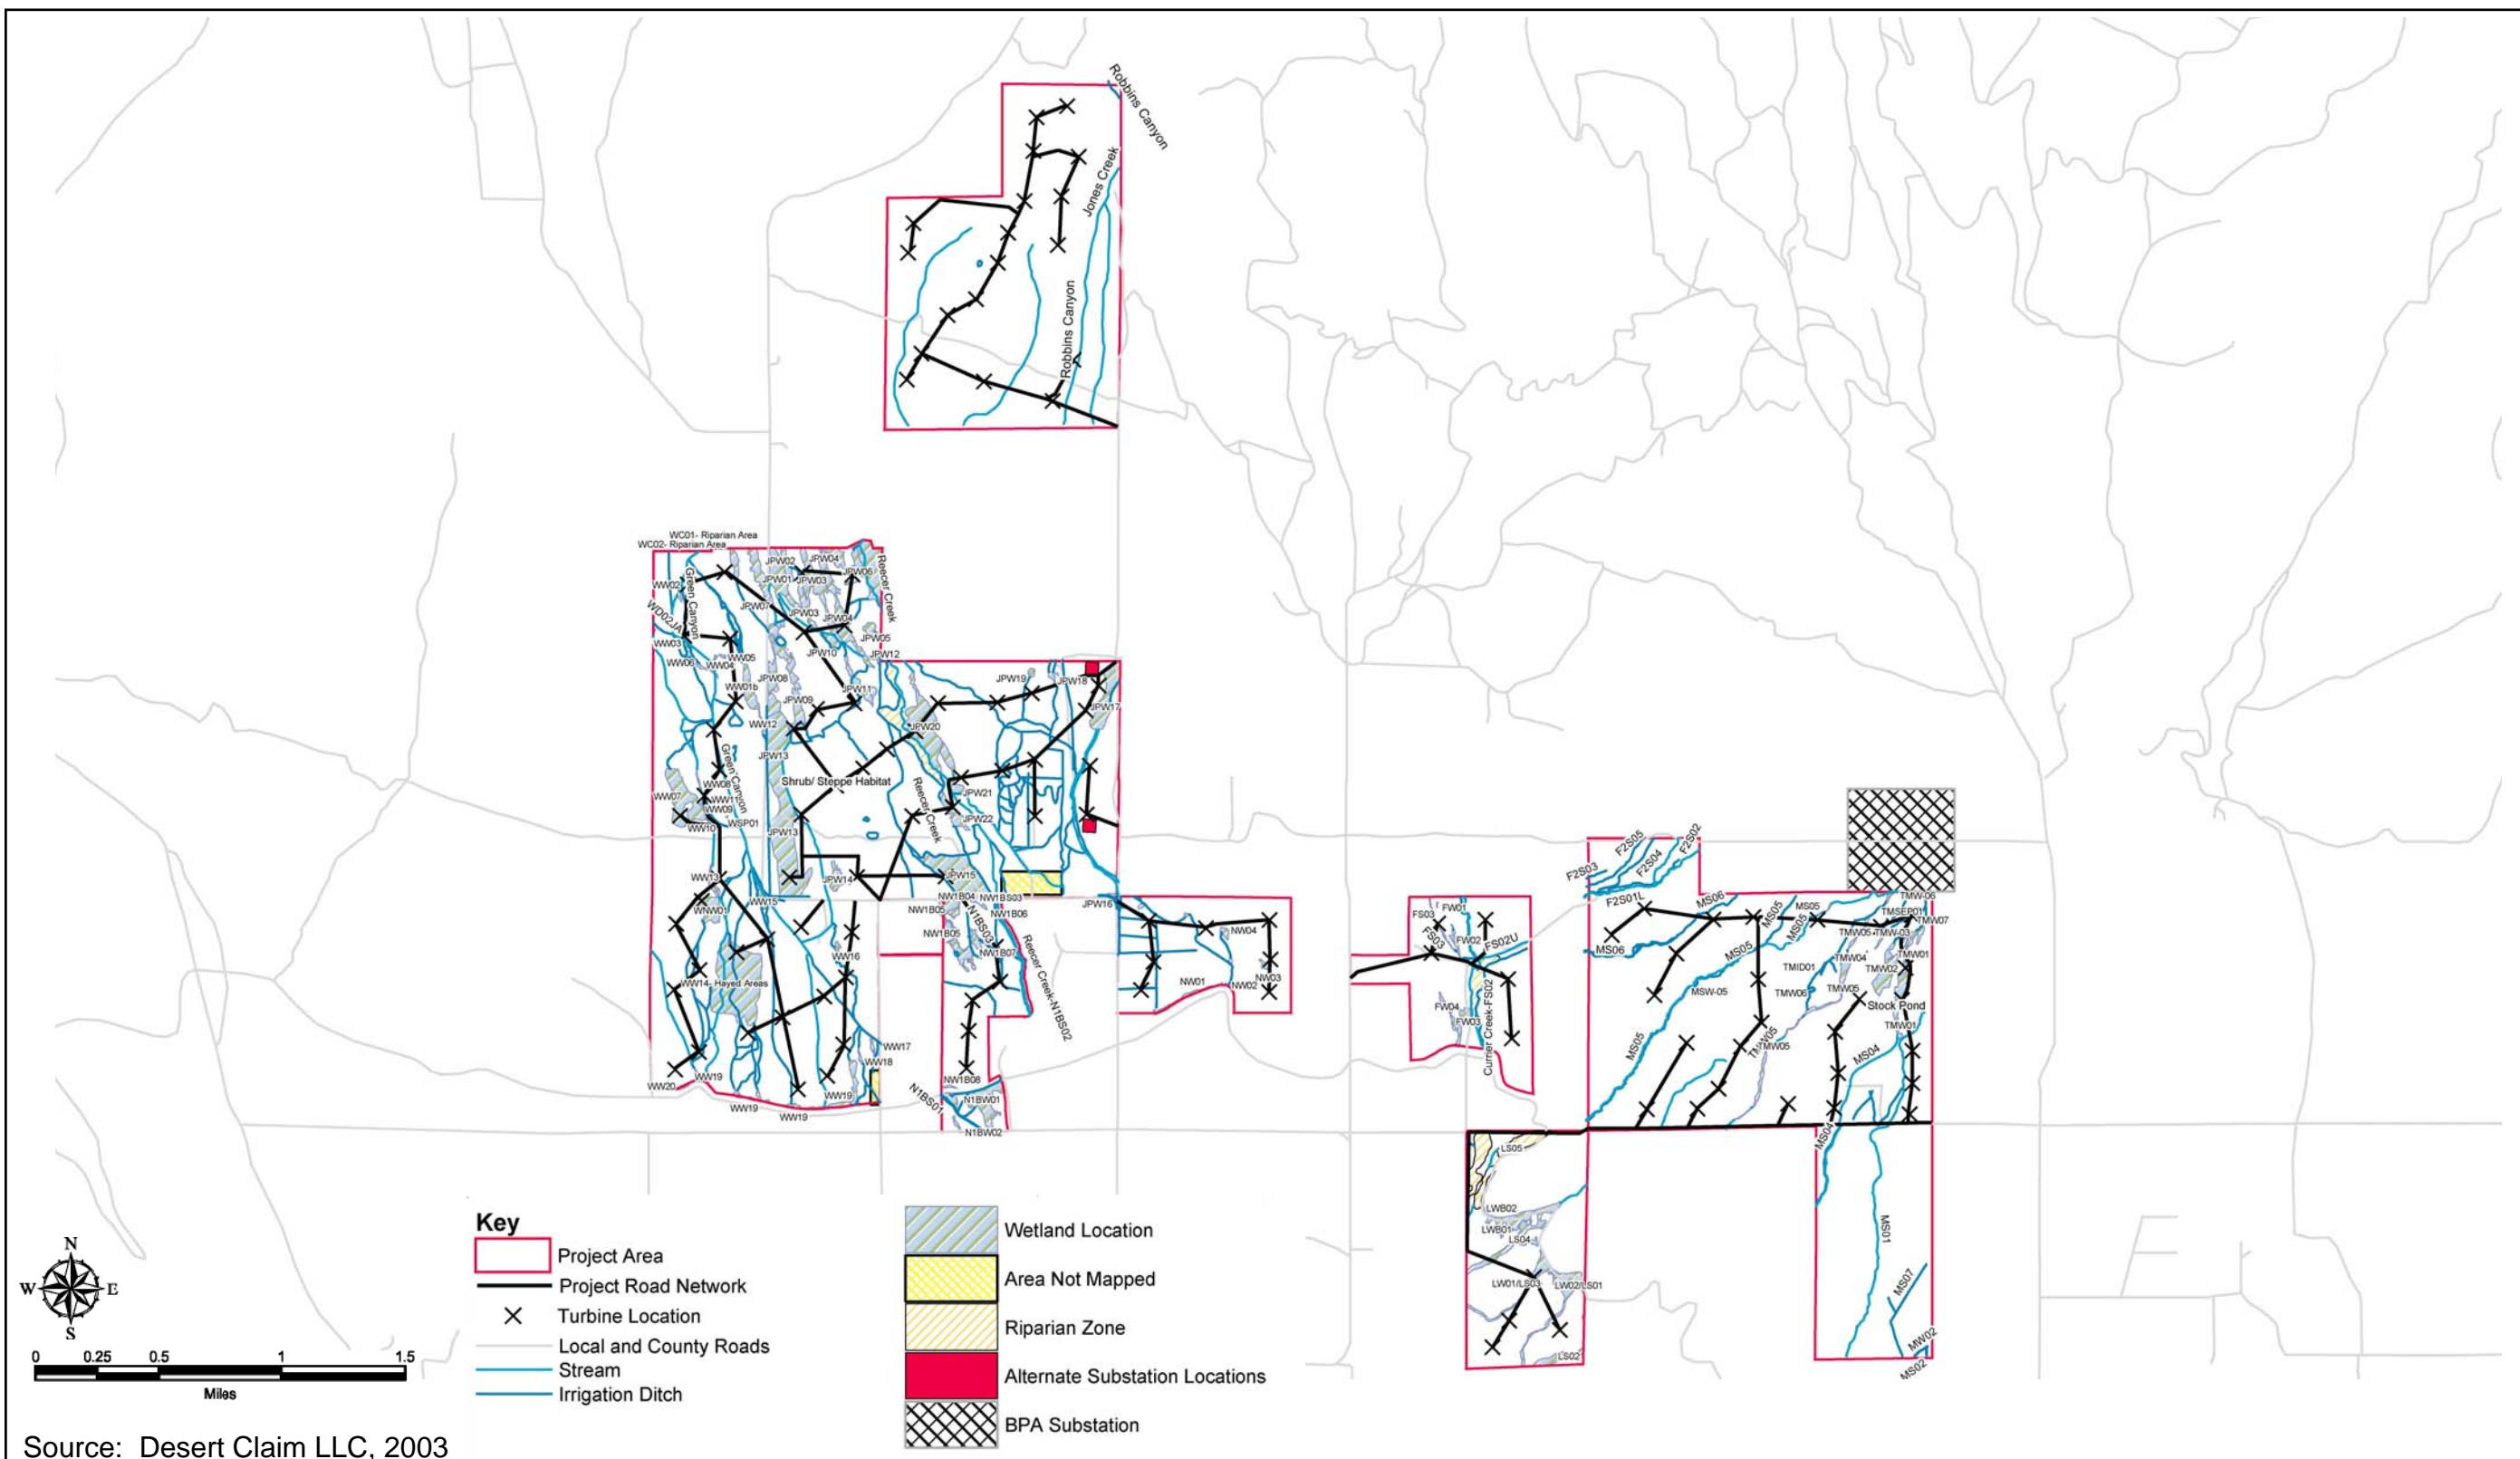 Robbins Canyon
Jones Creek
Robbins Canyon
WC01- Riparian Area
WC02- Riparian Area
JPW02
JPW04
JPW06
Reecer Creek
WW02
Green Canyon
JPW01
JPW03
JPW07
JPW03
JPW04
WD02JA
WW03
JPW05
WW06
WW04
WW05
JPW10
JPW12
WW01b
JPW08
JPW11
JPW09
JPW19
JPW18
JPW17
WW12
JPW20
JPW13
Green Canyon
Shrub/ Steppe Habitat
Reecer Creek
WW07
WW08
WW11
WW09
WSP01
WW10
JPW13
JPW21
JPW22
WW13
JPW14
JPW15
WNW01
WW15
NW1B04
NW1BS03
JPW16
NW1B05
N1BS03
NW1B06
NW1B05
NW1B07
Reecer Creek-N1BS02
WW16
WW14- Hayed Areas
NW04
NW01
NW02
NW03
WW17
WW18
WW20
WW19
WW19
WW19
WW19
NW1B08
N1BS01
N1BW01
N1BW02
FS03
FW01
FS03
FW02
FS02U
FW04
FW03
Currier Creek-FS02
F2S03
F2S05
F2S04
F2S02
F2S01L
MS06
MS05
MS05
MS05
TMW-06
TMSEP01
TMW07
TMW05
TMW-03
MS06
MS05
TMW04
TMW01
TMID01
TMW02
MSW-05
TMW06
TMW05
Stock Pond
TMW01
MS05
TMW05
TMW05
MS04
MS04
LS05
LWB02
LWB01
LS04
LW01/LS03
LW02/LS01
LS02
MS01
MS07
MW02
MS02
Key
Project Area
Project Road Network
Turbine Location
Local and County Roads
Stream
Irrigation Ditch
Wetland Location
Area Not Mapped
Riparian Zone
Alternate Substation Locations
BPA Substation
N
W
E
S
0 0.25 0.5 1 1.5
Miles
Source: Desert Claim LLC, 2003